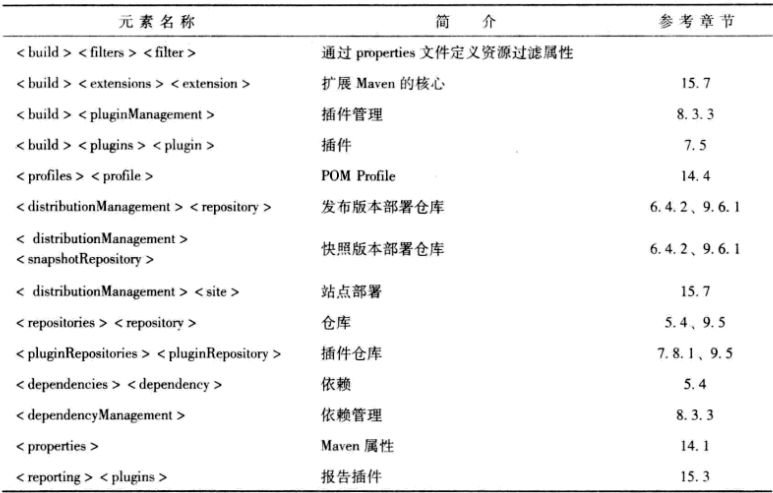 元素名称 简 介 参考章节
<build> <filters> <filter> 通过 properties 文件定义资源过滤属性
<build> <extensions> <extension> 扩展 Maven 的核心 15.7
<build> <pluginManagement> 插件管理 8.3.3
<build> <plugins> <plugin> 插件 7.5
<profiles> <profile> POM Profile 14.4
<distributionManagement> <repository> 发布版本部署仓库 6.4.2、9.6.1
< distributionManagement>
<snapshotRepository> 快照版本部署仓库 6.4.2、9.6.1
< distributionManagement> <site> 站点部署 15.7
<repositories> <repository> 仓库 5.4、9.5
<pluginRepositories> <pluginRepository> 插件仓库 7.8.1、9.5
<dependencies> <dependency> 依赖 5.4
<dependencyManagement> 依赖管理 8.3.3
<properties> Maven 属性 14.1
<reporting> <plugins> 报告插件 15.3